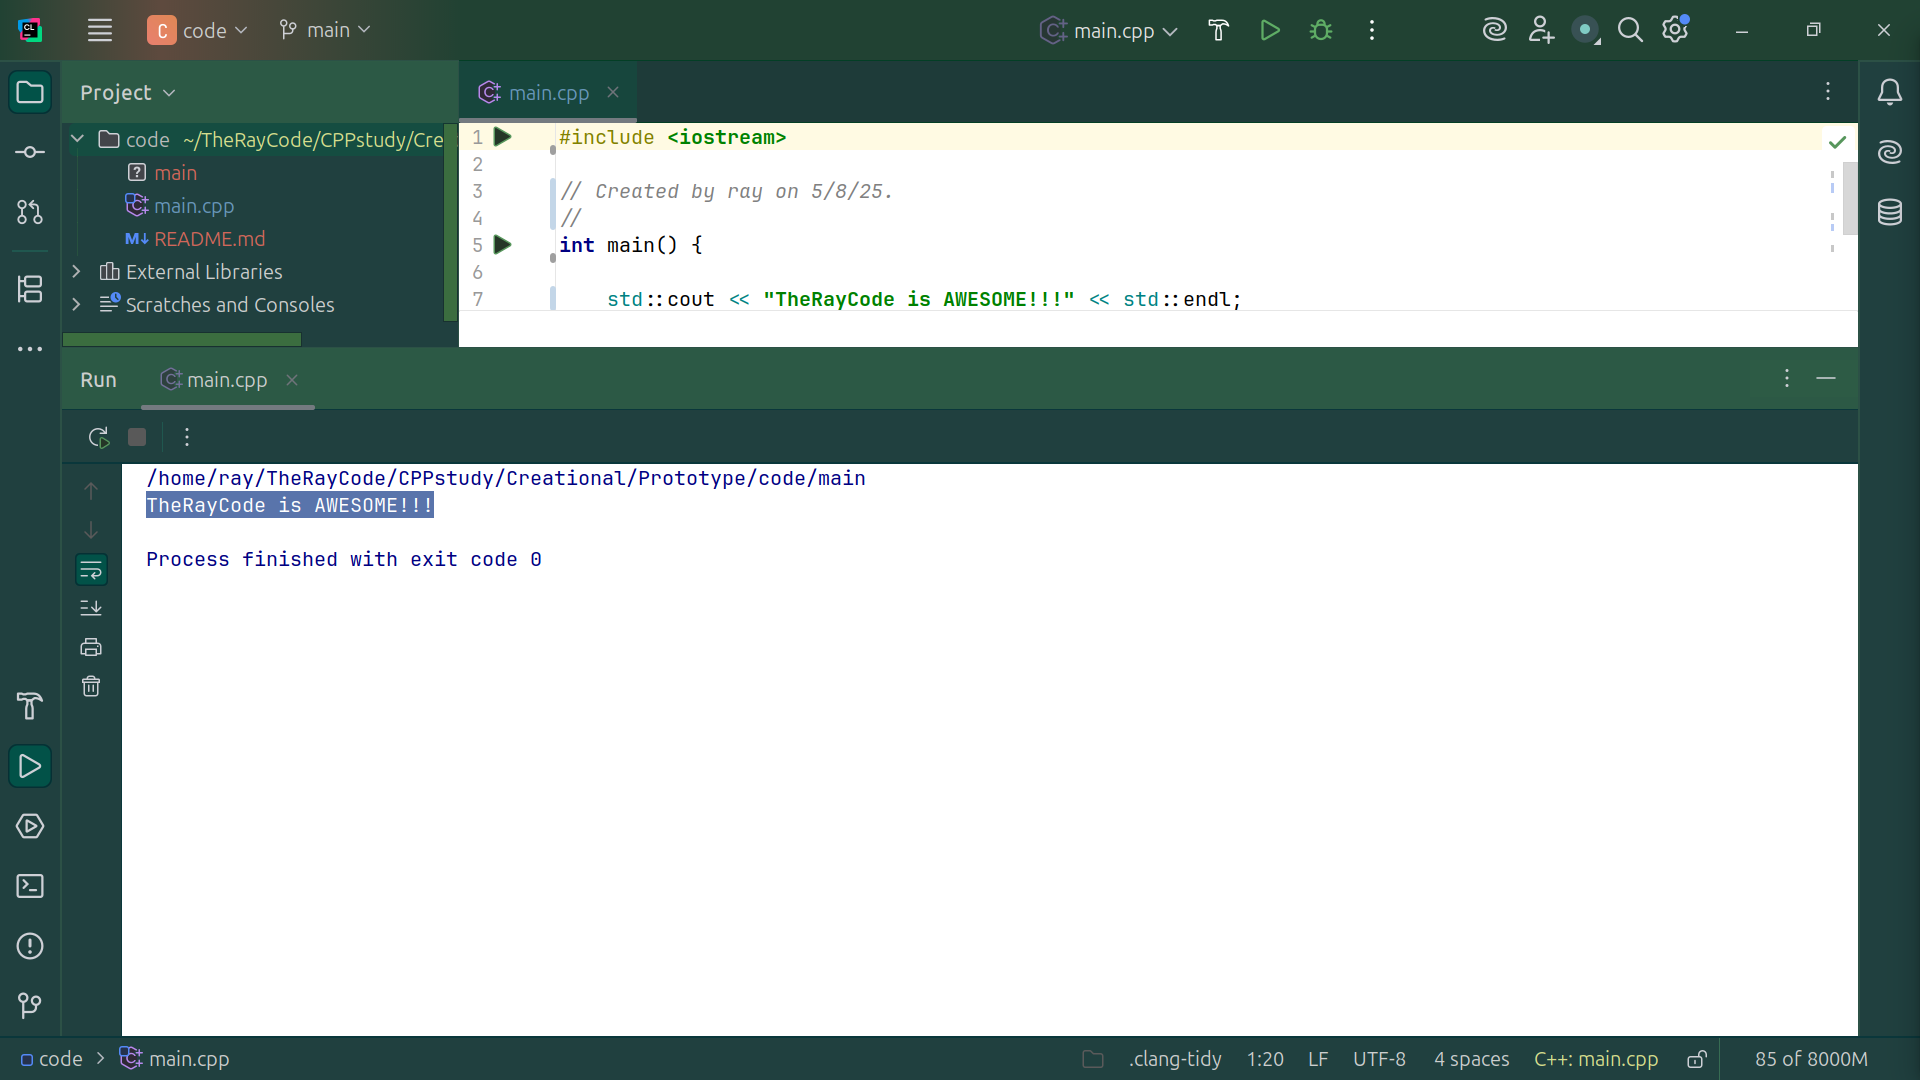 CL
C code main main.cpp
Project
main.cpp
code ~/TheRayCode/CPPstudy/Cre
main
main.cpp
M↓ README.md
External Libraries
Scratches and Consoles
1 #include <iostream>
2
3 // Created by ray on 5/8/25.
4 //
5 int main() {
6
7 std::cout << "TheRayCode is AWESOME!!!" << std::endl;
Run main.cpp
/home/ray/TheRayCode/CPPstudy/Creational/Prototype/code/main
TheRayCode is AWESOME!!!
Process finished with exit code 0
code > main.cpp .clang-tidy 1:20 LF UTF-8 4 spaces C++: main.cpp 85 of 8000M